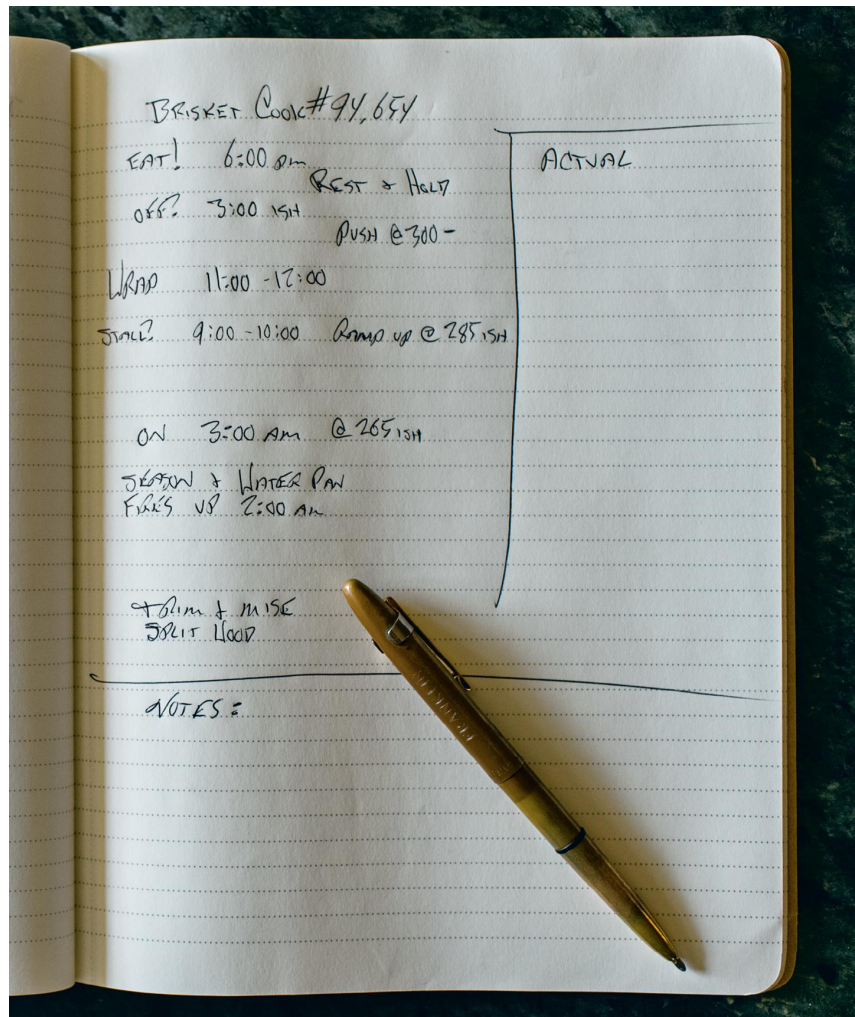 BRISKET COOK #94,654
EAT! 6:00 pm
REST & HOLD
OFF? 3:00 ISH
PUSH @ 300-
WRAP 11:00 - 12:00
STALL? 9:00 - 10:00 RAMP UP @ 285 ISH
ON 3:00 AM @ 265 ISH
SEASON & WATER PAN
FIRES UP 2:00 AM
TRIM & MISE
SPLIT WOOD
ACTUAL
NOTES:
FRANKLIN